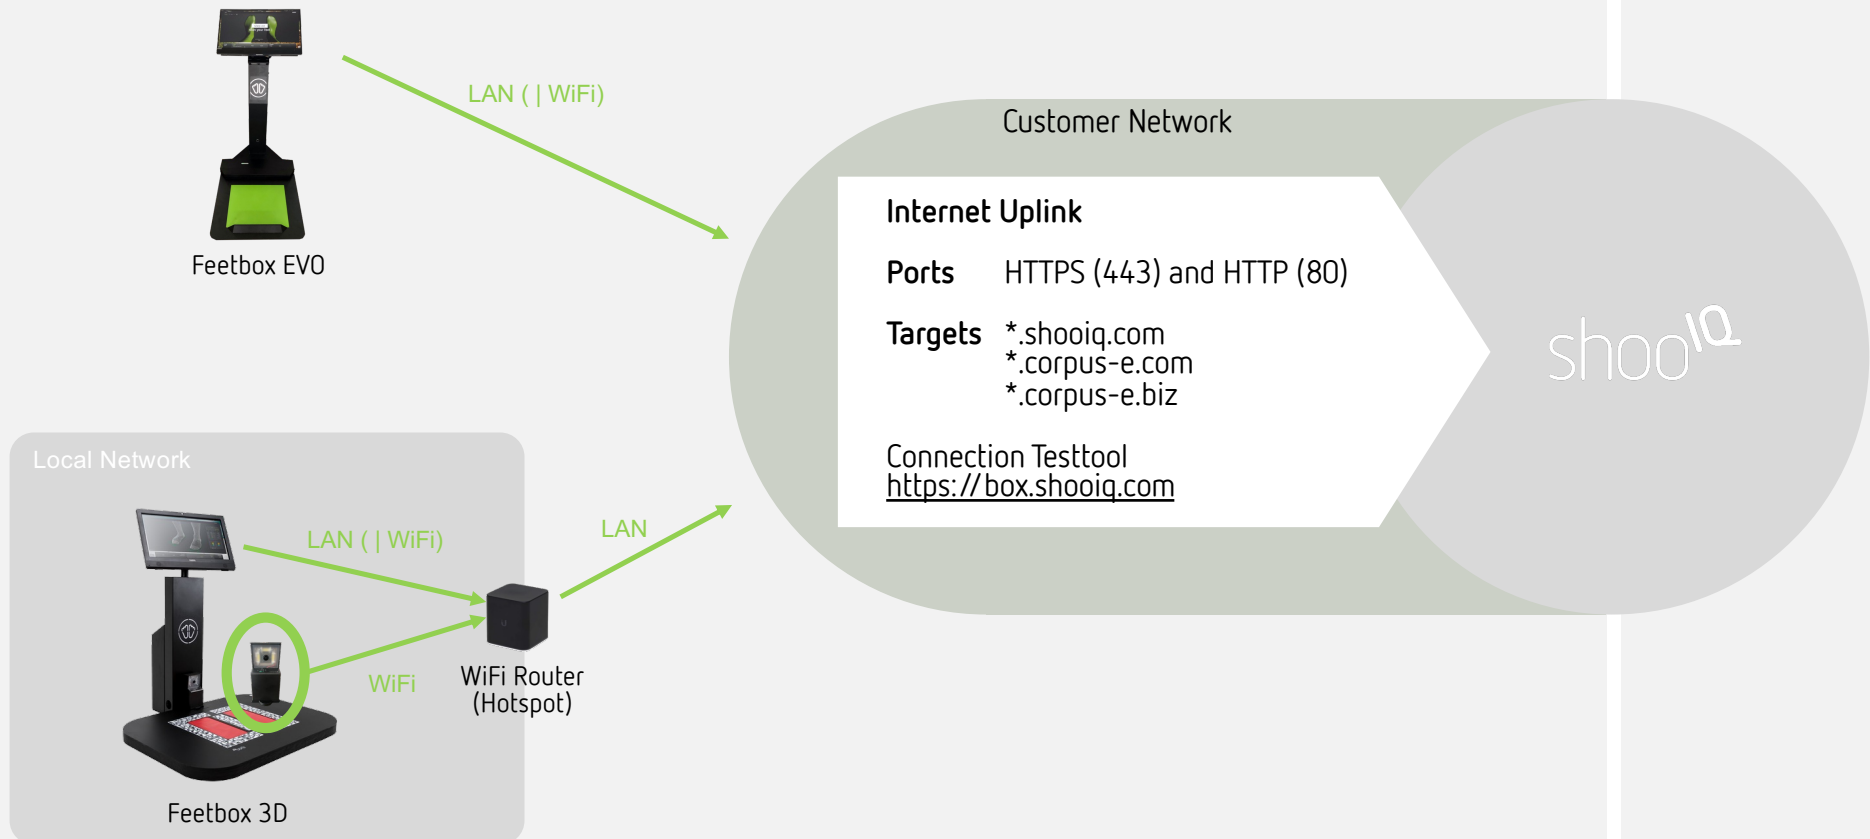 LAN ( | WiFi)
Feetbox EVO
Customer Network
Internet Uplink
Ports HTTPS (443) and HTTP (80)
Targets *.shooiq.com
*.corpus-e.com
*.corpus-e.biz
Connection Testtool
https://box.shooiq.com
shooIQ
Local Network
LAN ( | WiFi)
LAN
WiFi
WiFi Router
(Hotspot)
Feetbox 3D